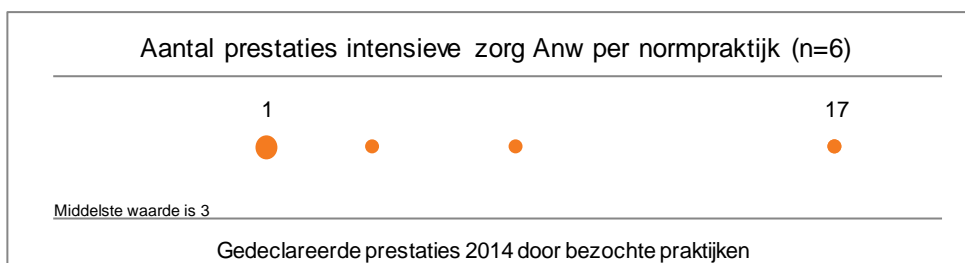 Aantal prestaties intensieve zorg Anw per normpraktijk (n=6)
1 17
Middelste waarde is 3
Gedeclareerde prestaties 2014 door bezochte praktijken